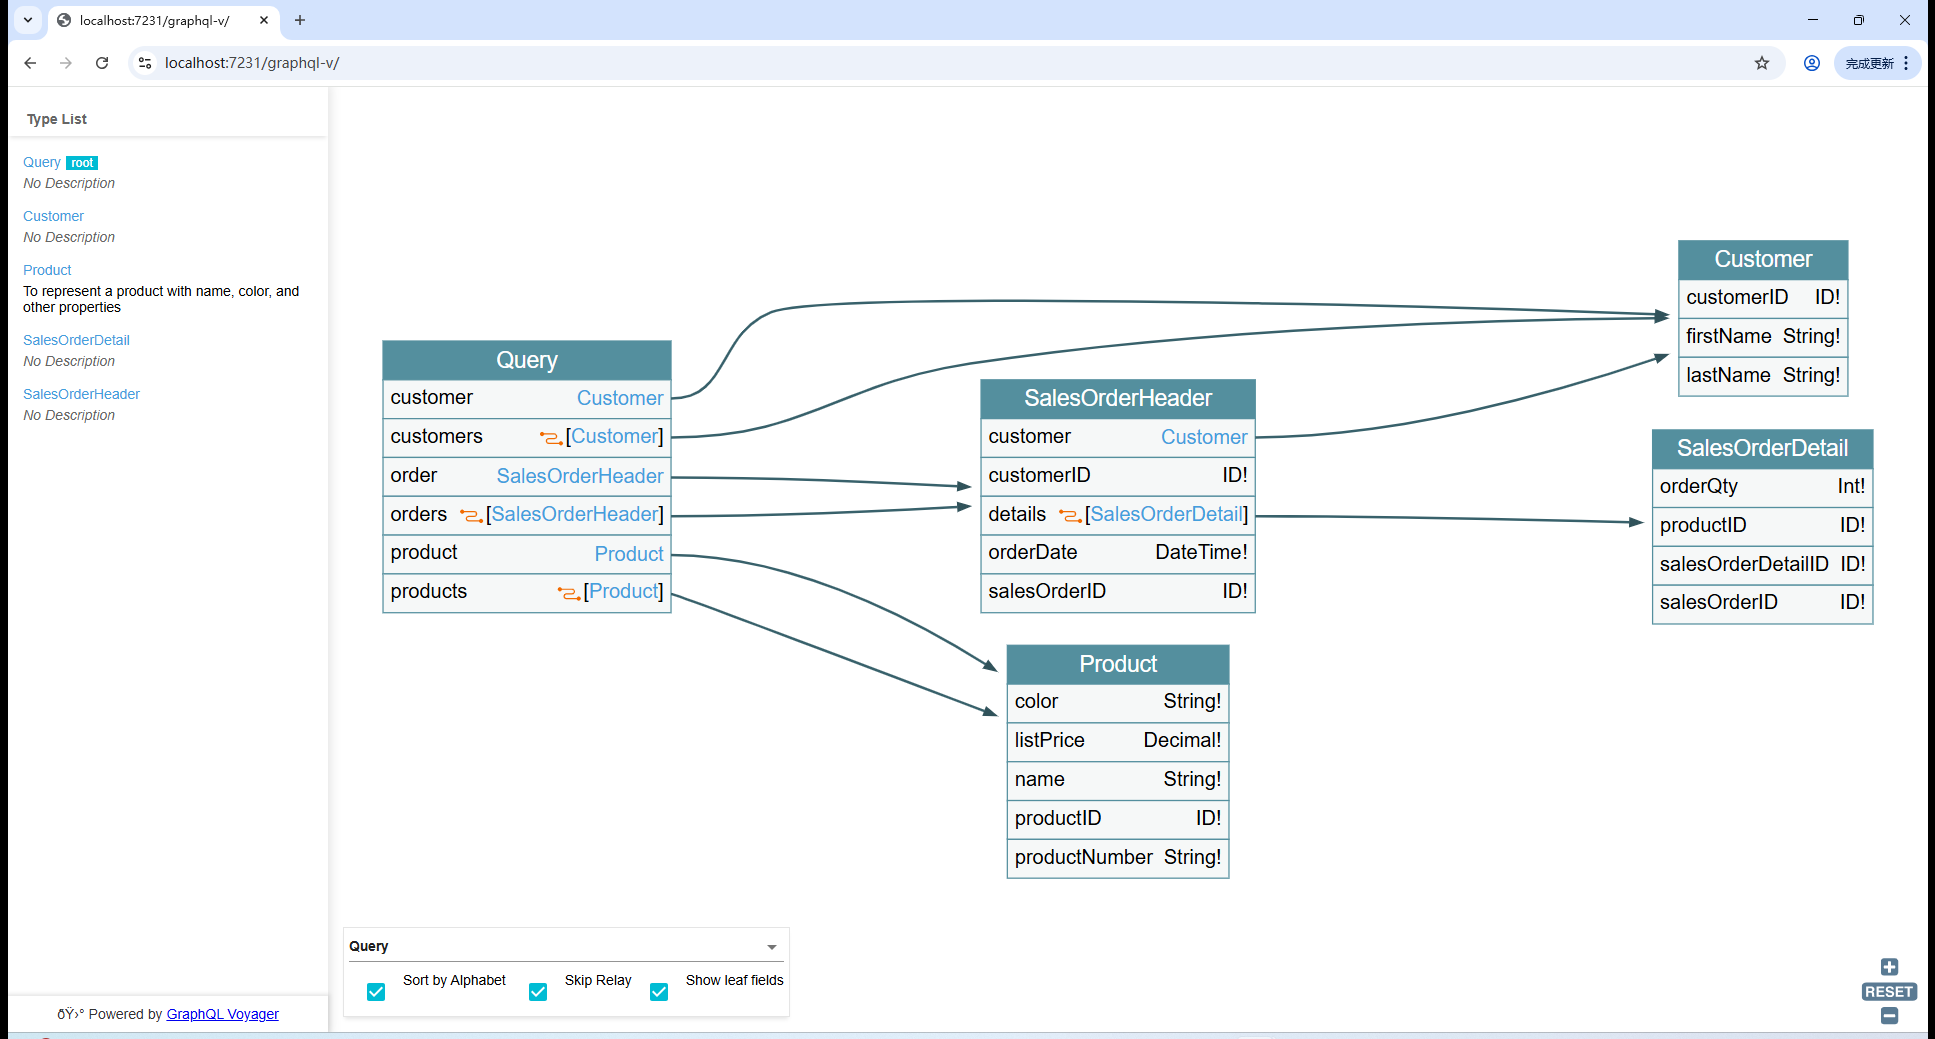 localhost:7231/graphql-v/
localhost:7231/graphql-v/
完成更新
Type List
Query root
No Description
Customer
No Description
Product
To represent a product with name, color, and
other properties
SalesOrderDetail
No Description
SalesOrderHeader
No Description
ðŸ›° Powered by GraphQL Voyager
Query
customer Customer
customers [Customer]
order SalesOrderHeader
orders [SalesOrderHeader]
product Product
products [Product]
SalesOrderHeader
customer Customer
customerID ID!
details [SalesOrderDetail]
orderDate DateTime!
salesOrderID ID!
Product
color String!
listPrice Decimal!
name String!
productID ID!
productNumber String!
Customer
customerID ID!
firstName String!
lastName String!
SalesOrderDetail
orderQty Int!
productID ID!
salesOrderDetailID ID!
salesOrderID ID!
Query
Sort by Alphabet Skip Relay Show leaf fields
RESET